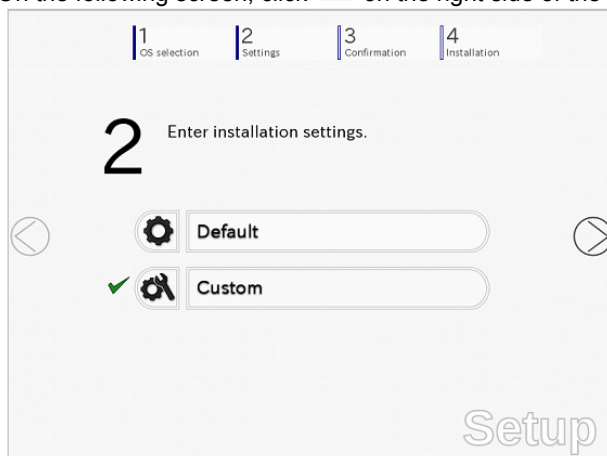 On the following screen, click on the right side of the
1 2 3 4
OS selection Settings Confirmation Installation
2 Enter installation settings.
Default
Custom
Setup